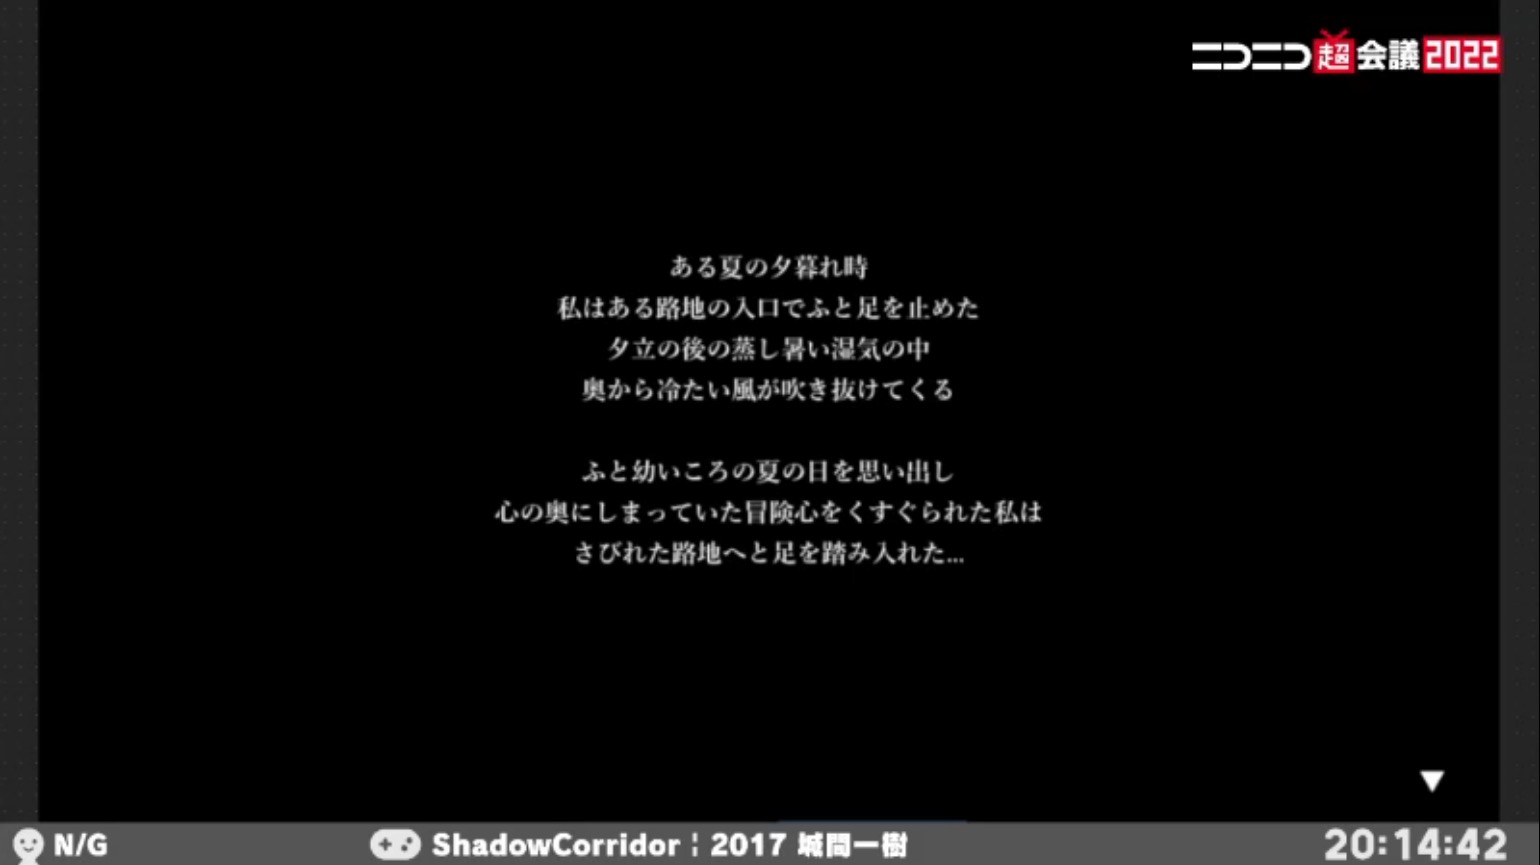 ニコニコ超会議2022
ある夏の夕暮れ時
私はある路地の入口でふと足を止めた
夕立の後の蒸し暑い湿気の中
奥から冷たい風が吹き抜けてくる
ふと幼いころの夏の日を思い出し
心の奥にしまっていた冒険心をくすぐられた私は
さびれた路地へと足を踏み入れた...
N/G
ShadowCorridor ¦ 2017 城間一樹
20:14:42